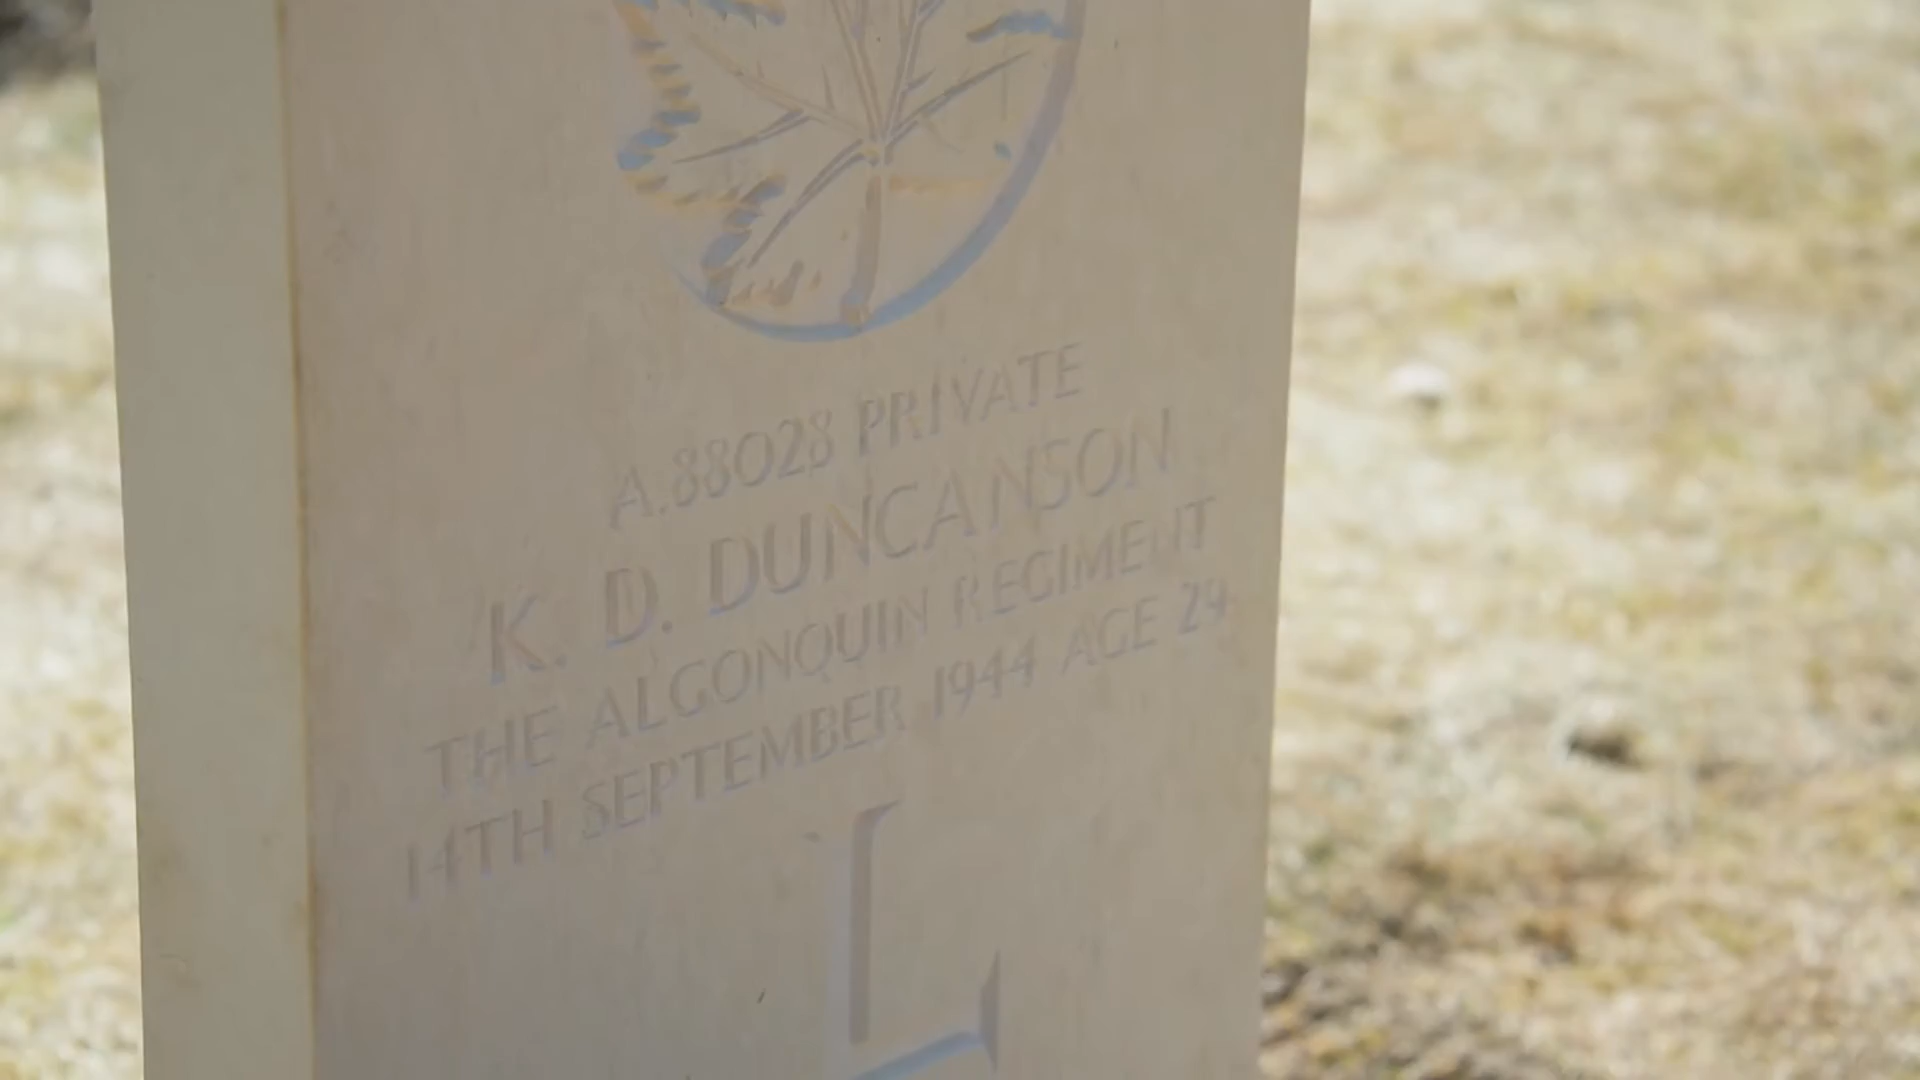 A.88028 PRIVATE
K. D. DUNCANSON
THE ALGONQUIN REGIMENT
14TH SEPTEMBER 1944 AGE 29